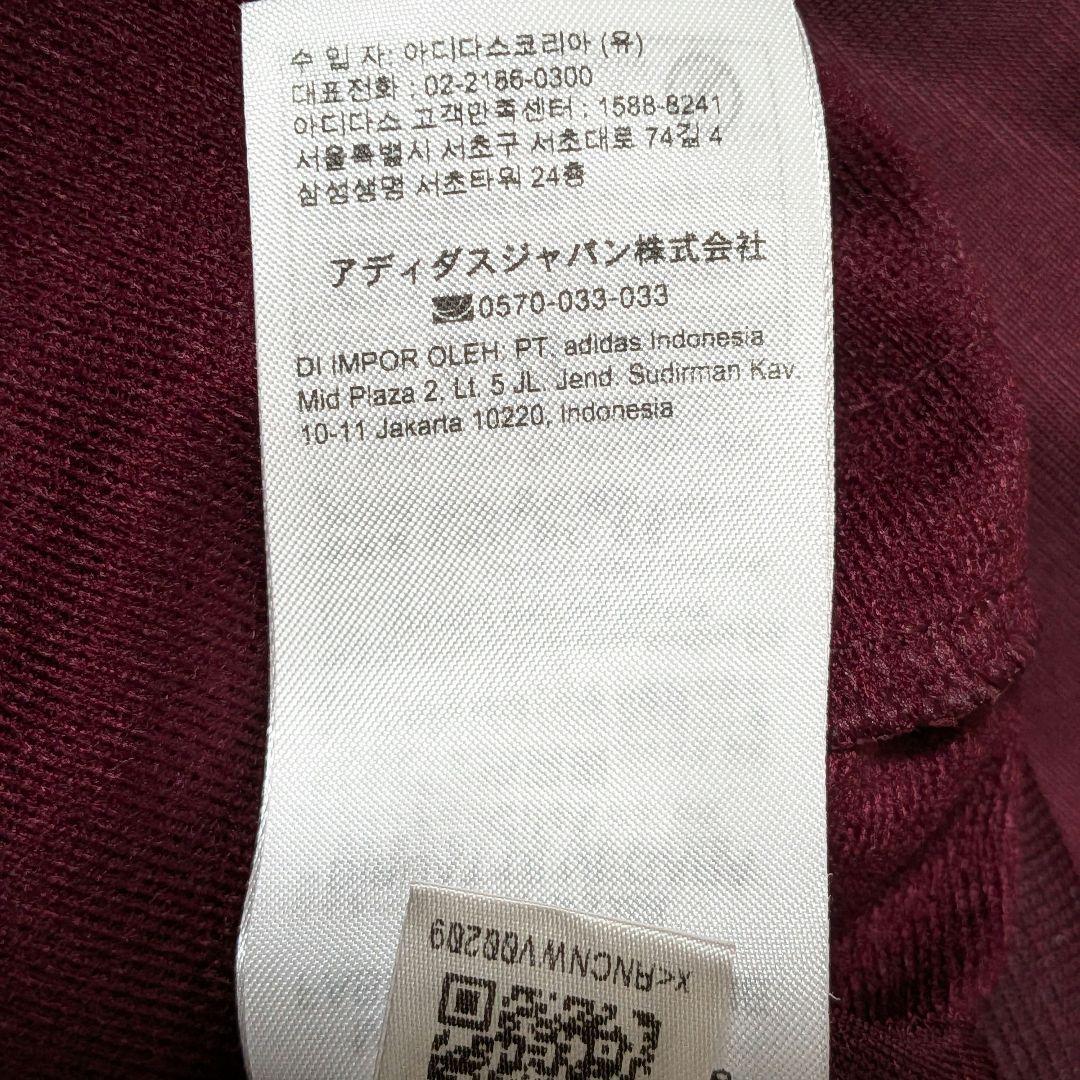 수 입 자: 아디다스코리아 (유)
대표전화 : 02-2186-0300
아디다스 고객만족센터 : 1588-8241
서울특별시 서초구 서초대로 74길 4
삼성생명 서초타워 24층
アディダスジャパン株式会社
0570-033-033
DI IMPOR OLEH: PT. adidas Indonesia
Mid Plaza 2, Lt. 5 JL. Jend. Sudirman Kav.
10-11 Jakarta 10220, Indonesia